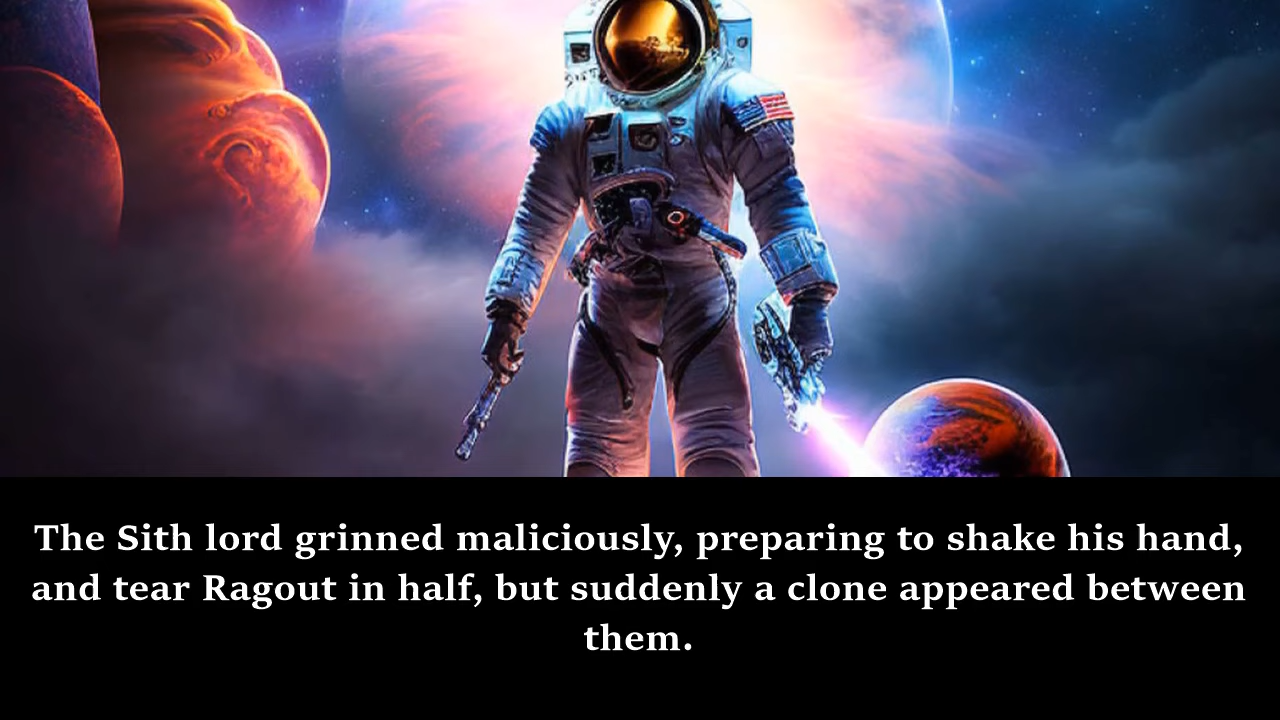 The Sith lord grinned maliciously, preparing to shake his hand,
and tear Ragout in half, but suddenly a clone appeared between
them.